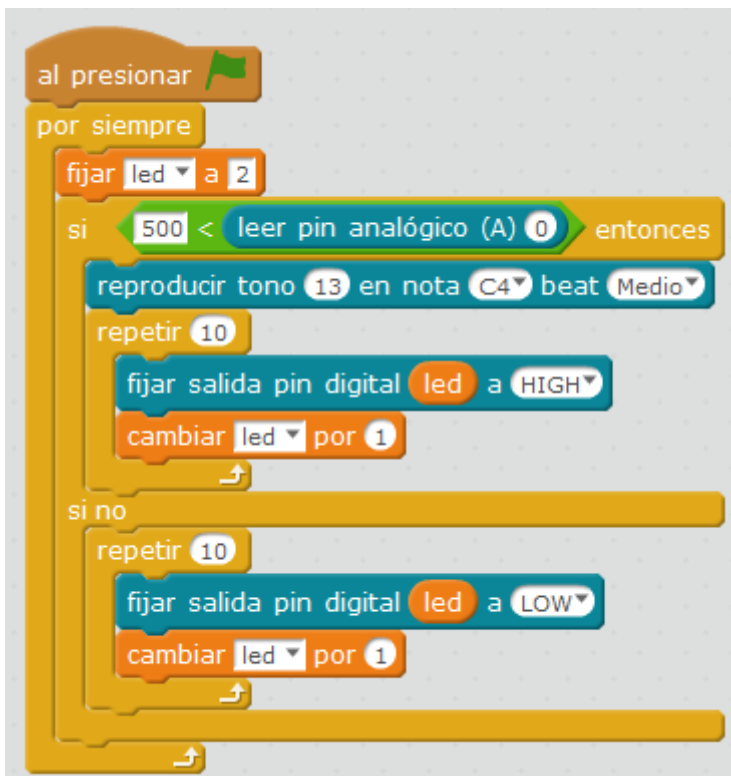 al presionar
por siempre
fijar led a 2
si 500 < leer pin analógico (A) 0 entonces
reproducir tono 13 en nota C4 beat Medio
repetir 10
fijar salida pin digital led a HIGH
cambiar led por 1
si no
repetir 10
fijar salida pin digital led a LOW
cambiar led por 1